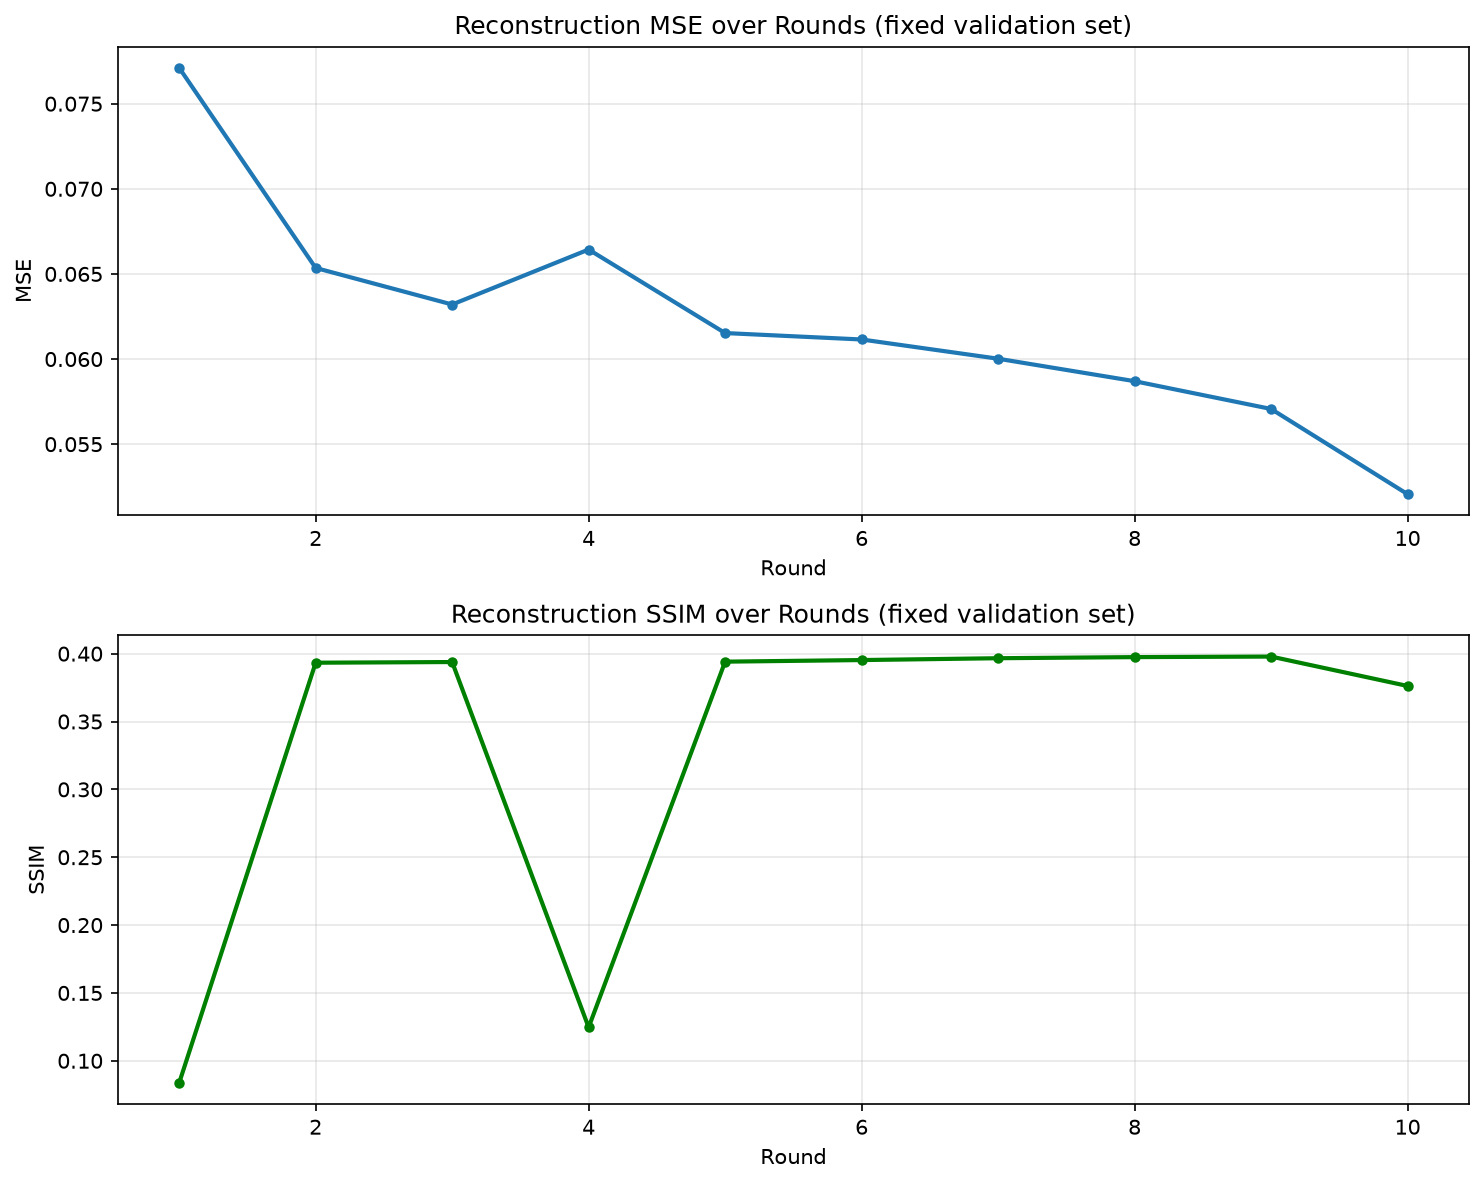 Reconstruction MSE over Rounds (fixed validation set)
0.075
0.070
0.065
0.060
0.055
MSE
2 4 6 8 10
Round
Reconstruction SSIM over Rounds (fixed validation set)
0.40
0.35
0.30
0.25
0.20
0.15
0.10
SSIM
2 4 6 8 10
Round